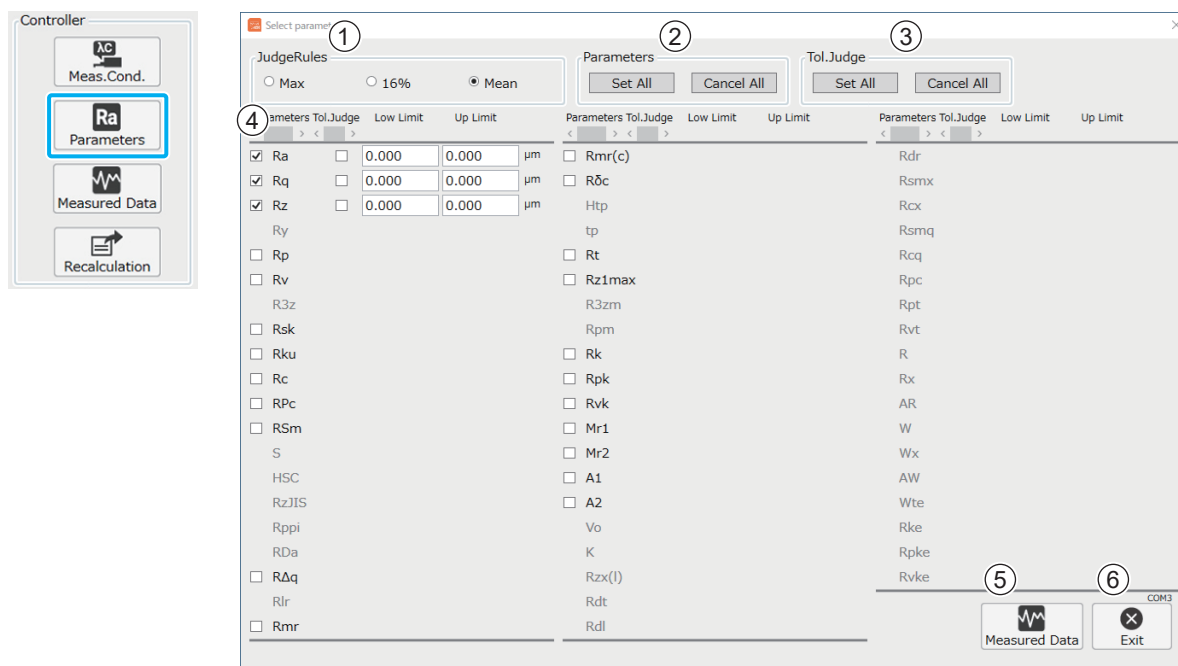 Controller
λC
Meas.Cond.
Ra
Parameters
Measured Data
Recalculation
Select paramet
1
2
3
JudgeRules
Max
16%
Mean
Parameters
Set All
Cancel All
Tol.Judge
Set All
Cancel All
4
ameters Tol.Judge Low Limit Up Limit
Ra 0.000 0.000 μm
Rq 0.000 0.000 μm
Rz 0.000 0.000 μm
Ry
Rp
Rv
R3z
Rsk
Rku
Rc
RPc
RSm
S
HSC
RzJIS
Rppi
RDa
RΔq
Rlr
Rmr
Parameters Tol.Judge Low Limit Up Limit
Rmr(c)
Rδc
Htp
tp
Rt
Rz1max
R3zm
Rpm
Rk
Rpk
Rvk
Mr1
Mr2
A1
A2
Vo
K
Rzx(l)
Rdt
Rdl
Parameters Tol.Judge Low Limit Up Limit
Rdr
Rsmx
Rcx
Rsmq
Rcq
Rpc
Rpt
Rvt
R
Rx
AR
W
Wx
AW
Wte
Rke
Rpke
Rvke
5
6
COM3
Measured Data
Exit